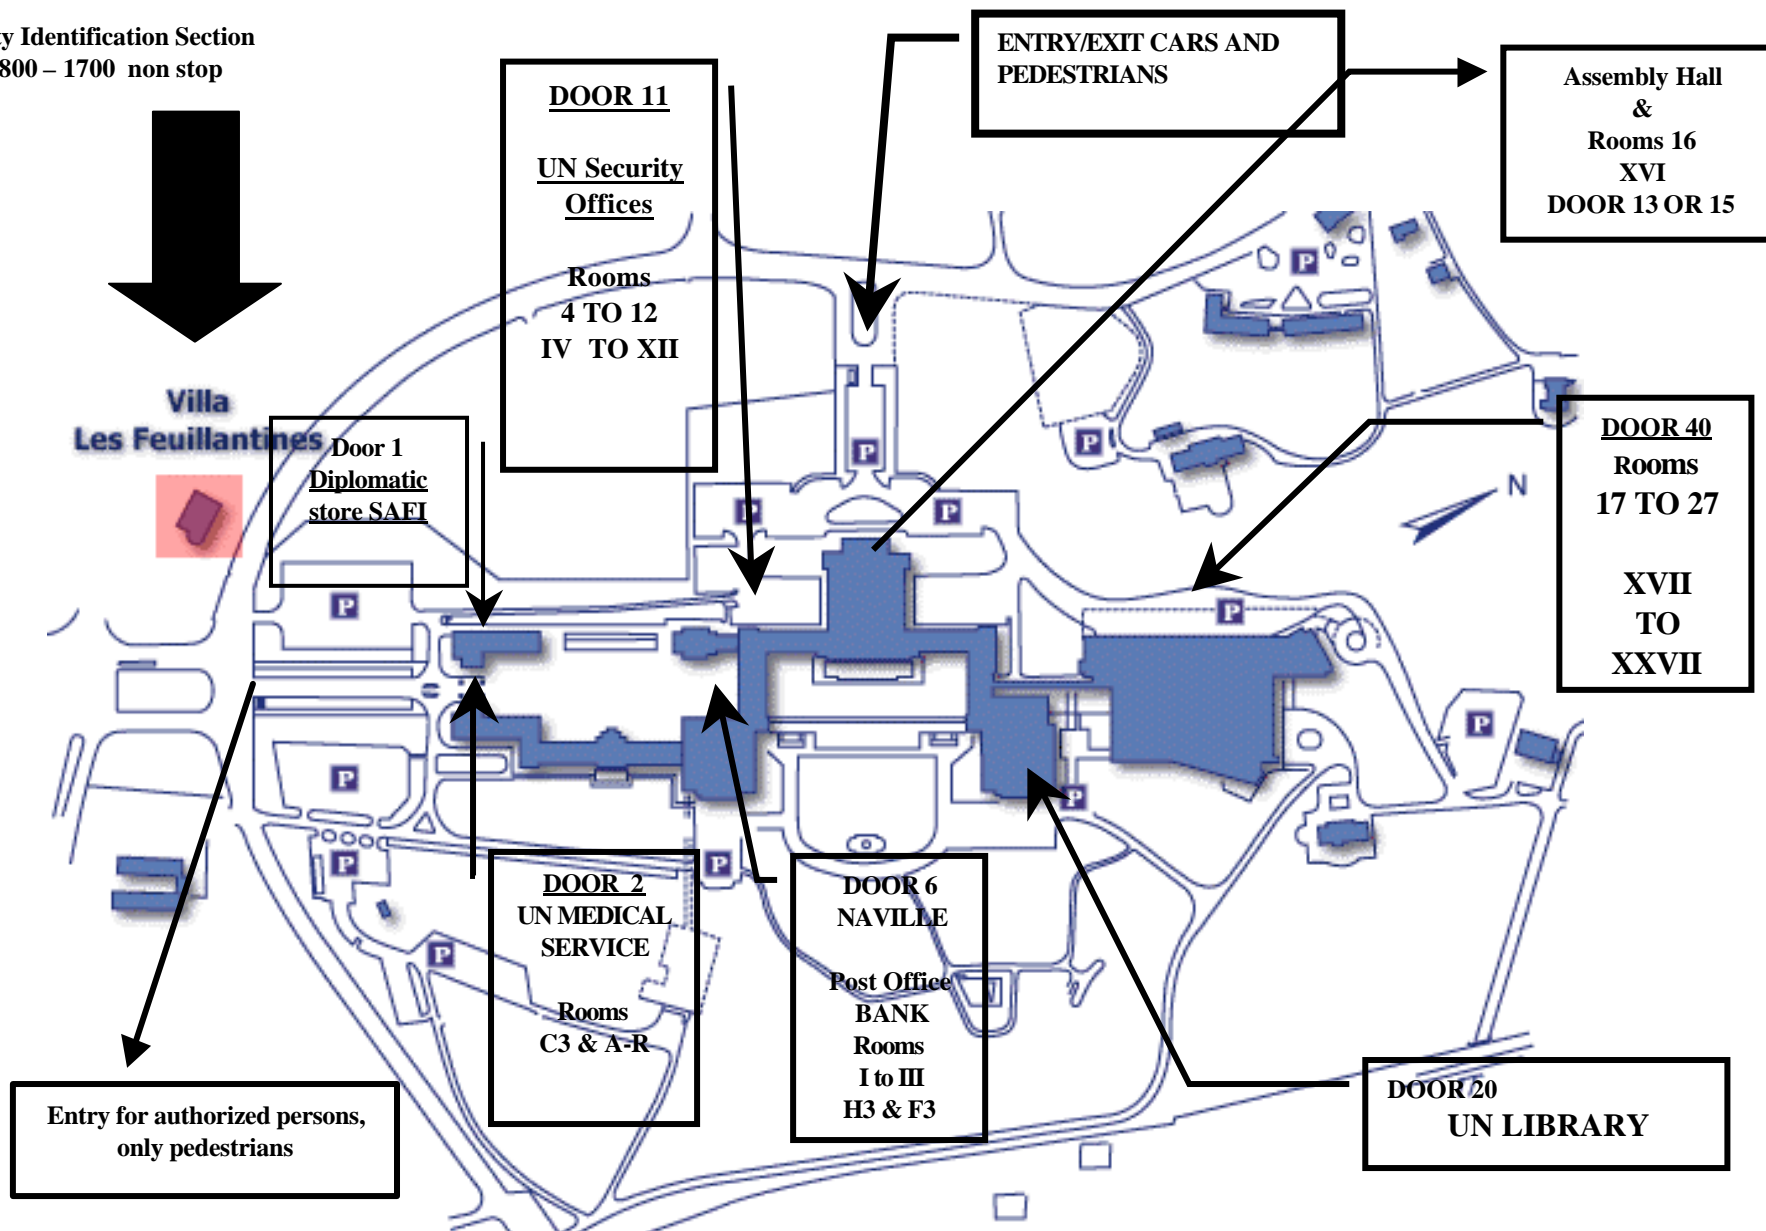 ty Identification Section
800 – 1700 non stop
ENTRY/EXIT CARS AND
PEDESTRIANS
Assembly Hall
&
Rooms 16
XVI
DOOR 13 OR 15
DOOR 11
UN Security
Offices
Rooms
4 TO 12
IV TO XII
P
Villa
Les Feuillantines
Door 1
Diplomatic
store SAFI
P
P
DOOR 40
Rooms
17 TO 27
XVII
TO
XXVII
N
P
P
P
P
P
P
P
P
P
P
P
DOOR 2
UN MEDICAL
SERVICE
Rooms
C3 & A-R
DOOR 6
NAVILLE
Post Office
BANK
Rooms
I to III
H3 & F3
Entry for authorized persons,
only pedestrians
DOOR 20
UN LIBRARY